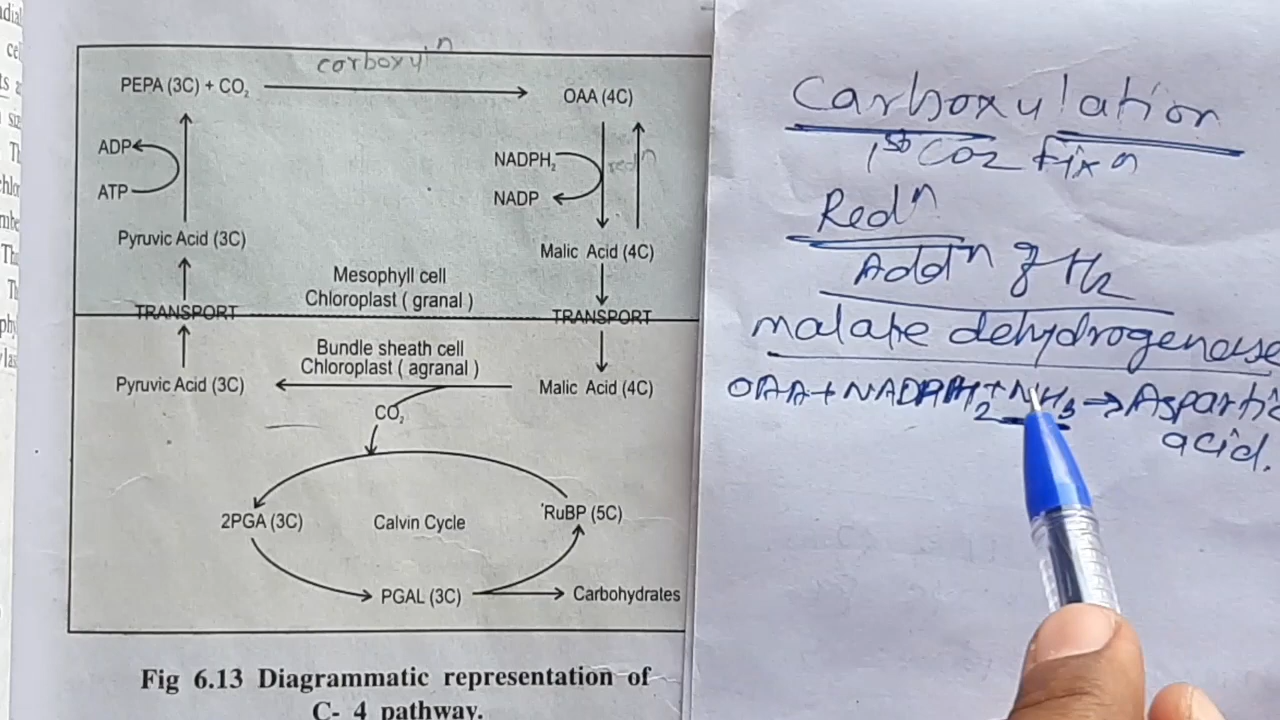 carboxyⁿ
PEPA (3C) + CO₂
OAA (4C)
ADP
ATP
NADPH₂
NADP
redⁿ
Pyruvic Acid (3C)
Malic Acid (4C)
Mesophyll cell
Chloroplast ( granal )
TRANSPORT
TRANSPORT
Bundle sheath cell
Chloroplast ( agranal )
Pyruvic Acid (3C)
Malic Acid (4C)
CO₂
2PGA (3C)
Calvin Cycle
'RuBP (5C)
PGAL (3C)
Carbohydrates
Fig 6.13 Diagrammatic representation of
C- 4 pathway.
Carboxylation
1st CO2 fixn
Redⁿ
Addⁿ of H2
malate dehydrogenase
OAA + NADPH2 + NH3 → Aspartic
acid.